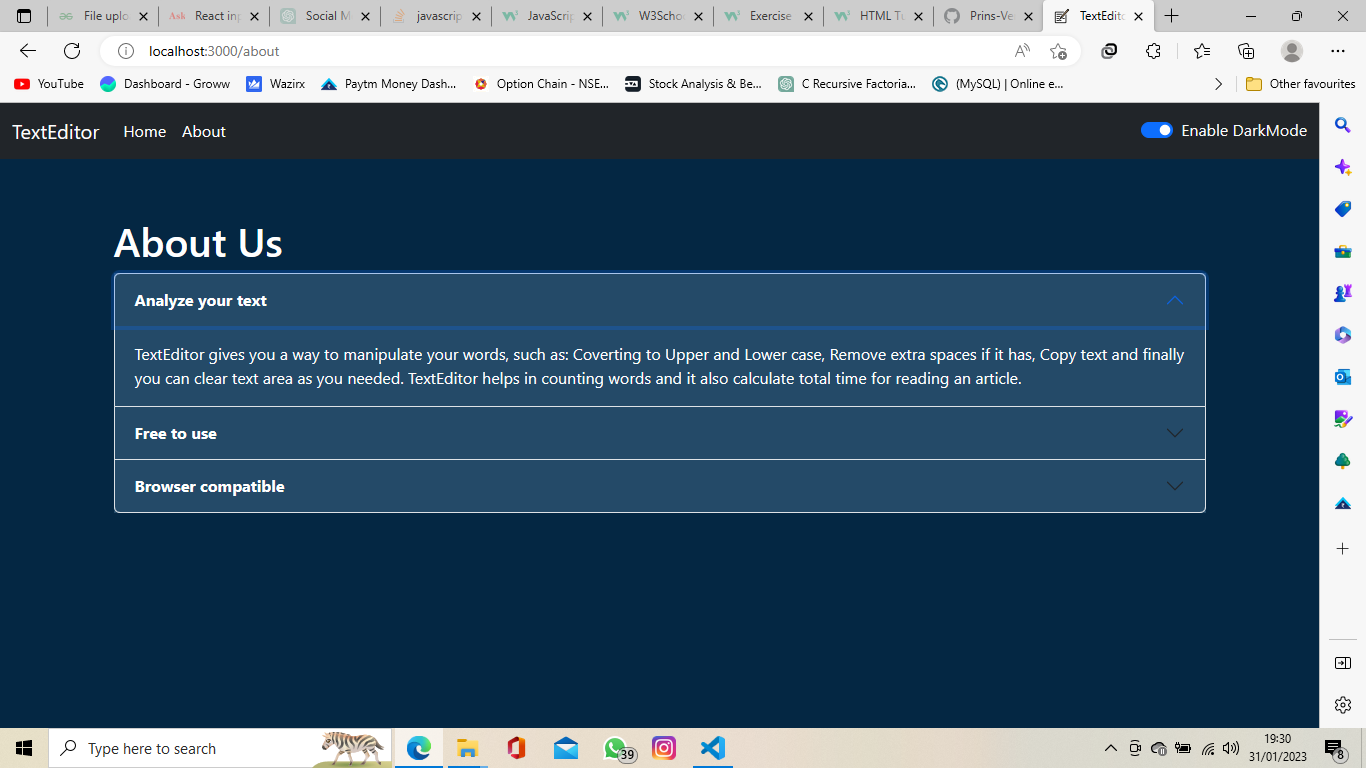 File uplo
React inp
Social M
javascrip
JavaScrip
W3Schoo
Exercise
HTML Tu
Prins-Ve
TextEdito
localhost:3000/about
YouTube
Dashboard - Groww
Wazirx
Paytm Money Dash...
Option Chain - NSE...
Stock Analysis & Be...
C Recursive Factoria...
(MySQL) | Online e...
Other favourites
TextEditor
Home
About
Enable DarkMode
About Us
Analyze your text
TextEditor gives you a way to manipulate your words, such as: Coverting to Upper and Lower case, Remove extra spaces if it has, Copy text and finally
you can clear text area as you needed. TextEditor helps in counting words and it also calculate total time for reading an article.
Free to use
Browser compatible
Type here to search
39
19:30
31/01/2023
8